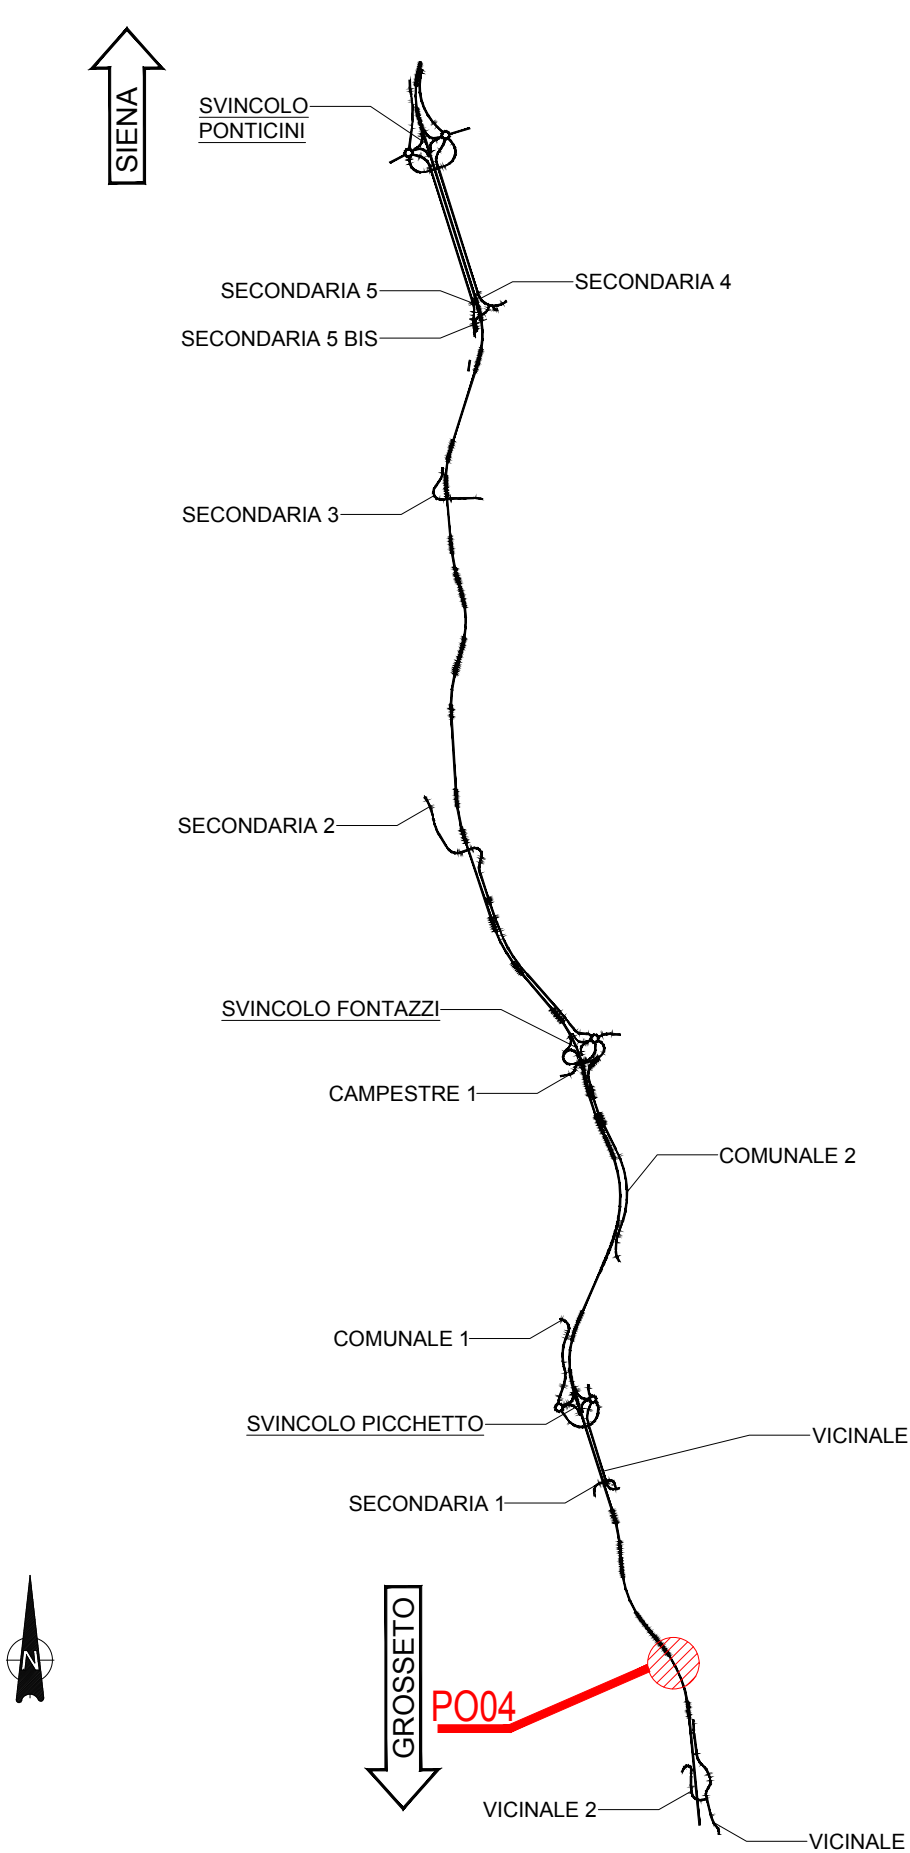 SIENA
SVINCOLO
PONTICINI
SECONDARIA 5
SECONDARIA 4
SECONDARIA 5 BIS
SECONDARIA 3
SECONDARIA 2
SVINCOLO FONTAZZI
CAMPESTRE 1
COMUNALE 2
COMUNALE 1
SVINCOLO PICCHETTO
VICINALE
SECONDARIA 1
GROSSETO
N
PO04
VICINALE 2
VICINALE